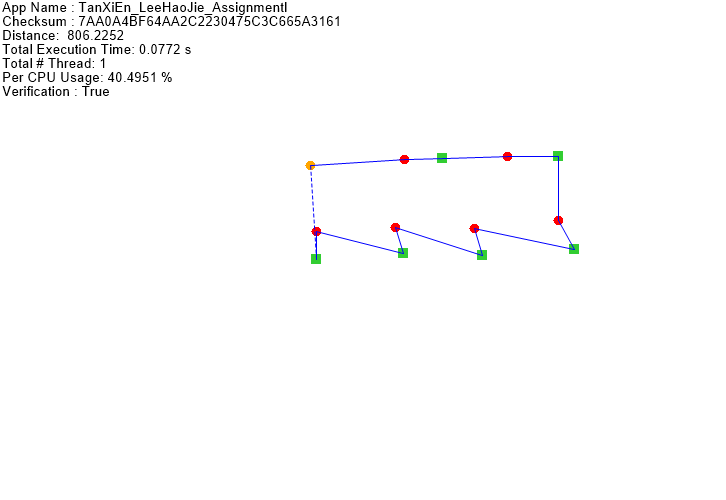 App Name : TanXiEn_LeeHaoJie_AssignmentI
Checksum : 7AA0A4BF64AA2C2230475C3C665A3161
Distance:  806.2252
Total Execution Time: 0.0772 s
Total # Thread: 1
Per CPU Usage: 40.4951 %
Verification : True